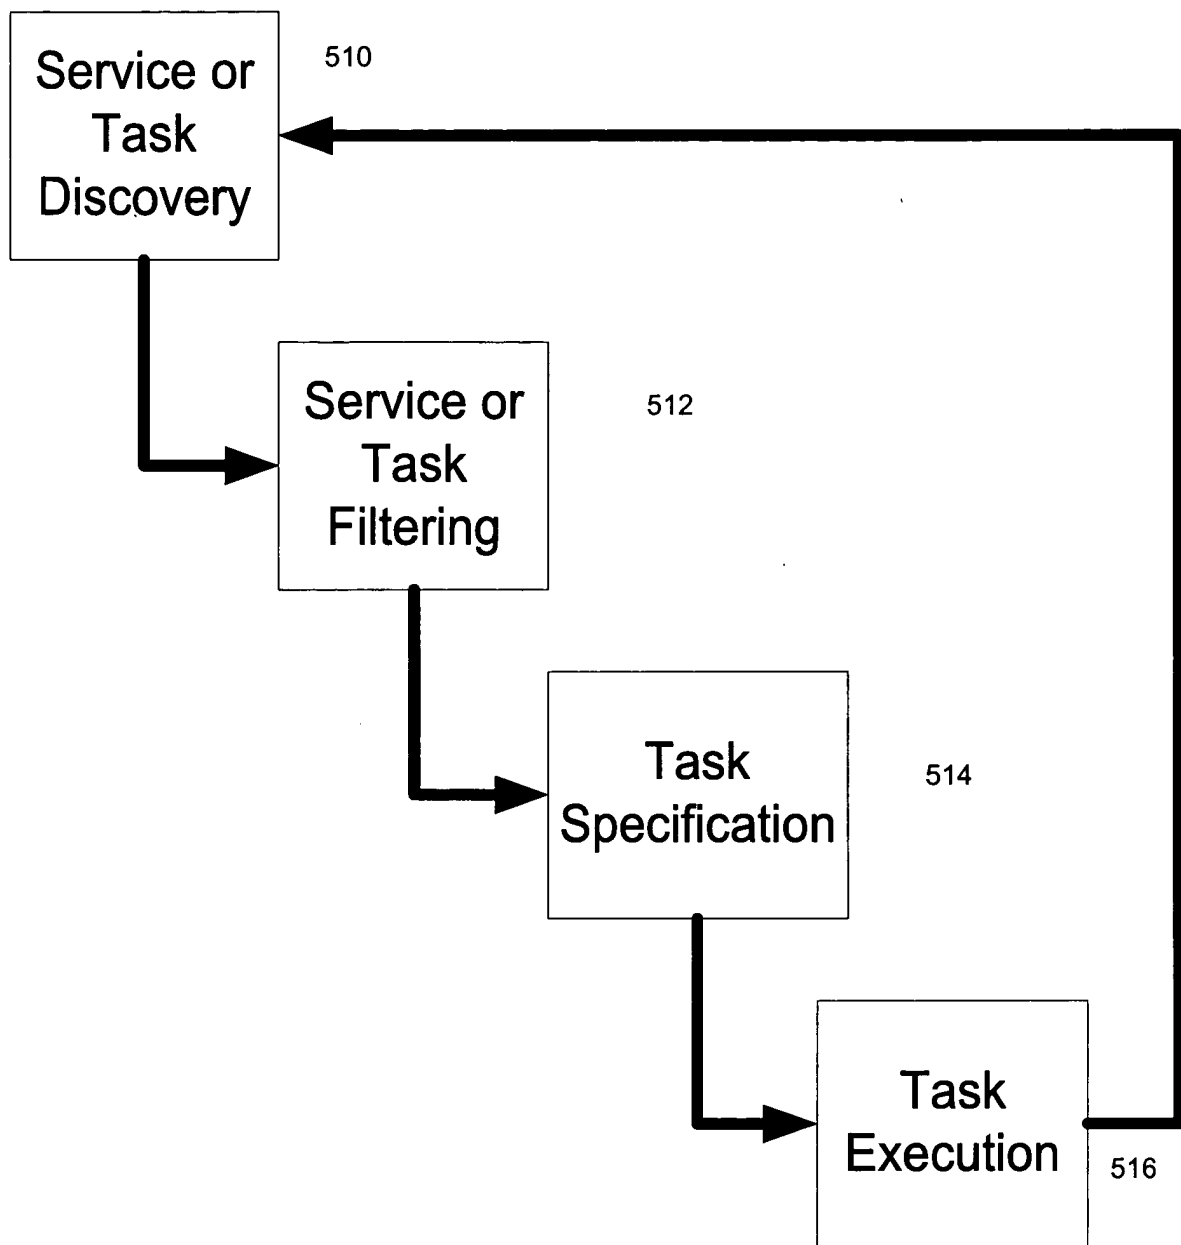 Service or
Task
Discovery
510
Service or
Task
Filtering
512
Task
Specification
514
Task
Execution
516